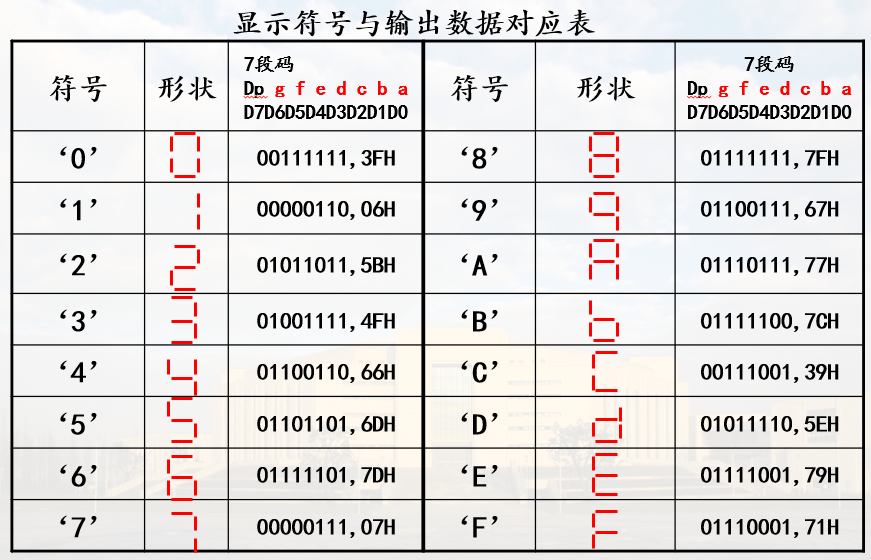 显示符号与输出数据对应表
符号 形状 7段码 符号 形状 7段码
Dp g f e d c b a Dp g f e d c b a
D7D6D5D4D3D2D1D0 D7D6D5D4D3D2D1D0
‘0’ 00111111,3FH ‘8’ 01111111,7FH
‘1’ 00000110,06H ‘9’ 01100111,67H
‘2’ 01011011,5BH ‘A’ 01110111,77H
‘3’ 01001111,4FH ‘B’ 01111100,7CH
‘4’ 01100110,66H ‘C’ 00111001,39H
‘5’ 01101101,6DH ‘D’ 01011110,5EH
‘6’ 01111101,7DH ‘E’ 01111001,79H
‘7’ 00000111,07H ‘F’ 01110001,71H